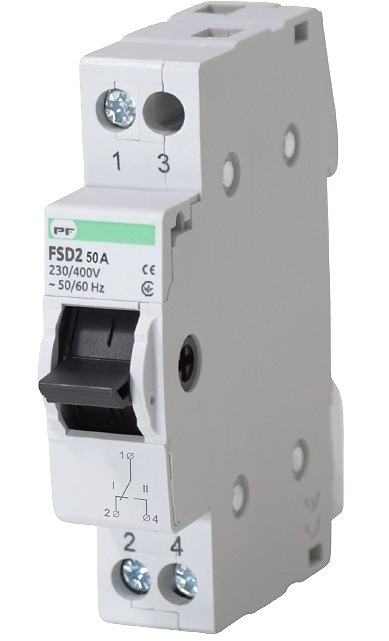 1 3
PF
FSD2 50A
230/400V CE
~ 50/60 Hz
1
I II
2 4
2 4